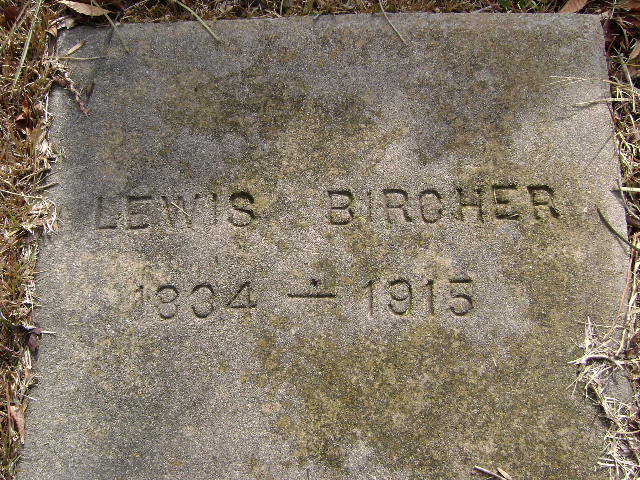 LEWIS BIRCHER
1834 — 1915